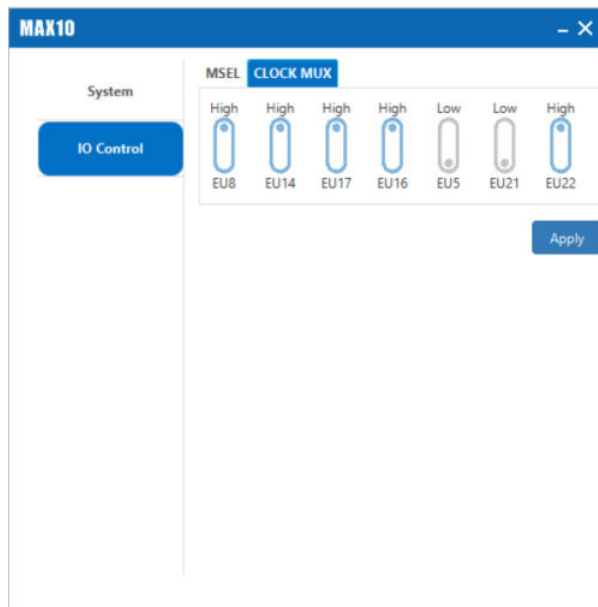 MAX10
System
IO Control
MSEL CLOCK MUX
High High High High Low Low High
EU8 EU14 EU17 EU16 EU5 EU21 EU22
Apply